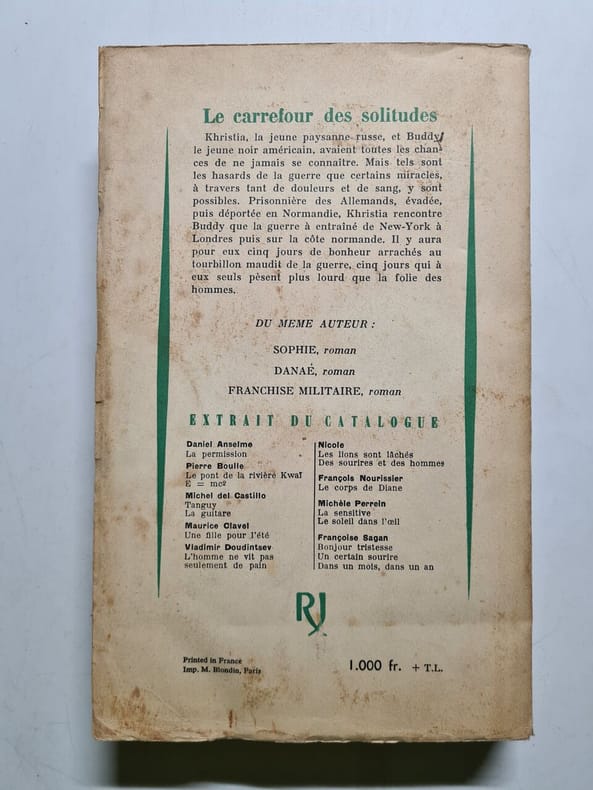 Le carrefour des solitudes
Khristia, la jeune paysanne russe, et Buddy,
le jeune noir américain, avaient toutes les chan-
ces de ne jamais se connaître. Mais tels sont
les hasards de la guerre que certains miracles,
à travers tant de douleurs et de sang, y sont
possibles. Prisonnière des Allemands, évadée,
puis déportée en Normandie, Khristia rencontre
Buddy que la guerre à entraîné de New-York à
Londres puis sur la côte normande. Il y aura
pour eux cinq jours de bonheur arrachés au
tourbillon maudit de la guerre, cinq jours qui à
eux seuls pèsent plus lourd que la folie des
hommes.
DU MEME AUTEUR :
SOPHIE, roman
DANAÉ, roman
FRANCHISE MILITAIRE, roman
EXTRAIT DU CATALOGUE
Daniel Anselme
La permission
Pierre Boulle
Le pont de la rivière Kwaï
E = mc²
Michel del Castillo
Tanguy
La guitare
Maurice Clavel
Une fille pour l'été
Vladimir Doudintsev
L'homme ne vit pas
seulement de pain
Nicole
Les lions sont lâchés
Des sourires et des hommes
François Nourissier
Le corps de Diane
Michèle Perrein
La sensitive
Le soleil dans l'œil
Françoise Sagan
Bonjour tristesse
Un certain sourire
Dans un mois, dans un an
RJ
Printed in France
Imp. M. Blondin, Paris
1.000 fr. + T.L.